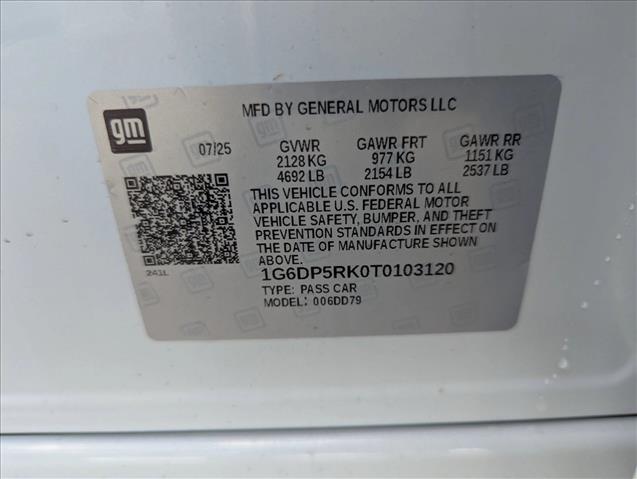 MFD BY GENERAL MOTORS LLC
gm
07/25 GVWR GAWR FRT GAWR RR
2128 KG 977 KG 1151 KG
4692 LB 2154 LB 2537 LB
THIS VEHICLE CONFORMS TO ALL
APPLICABLE U.S. FEDERAL MOTOR
VEHICLE SAFETY, BUMPER, AND THEFT
PREVENTION STANDARDS IN EFFECT ON
THE DATE OF MANUFACTURE SHOWN
ABOVE.
241L
1G6DP5RK0T0103120
TYPE: PASS CAR
MODEL: 006DD79